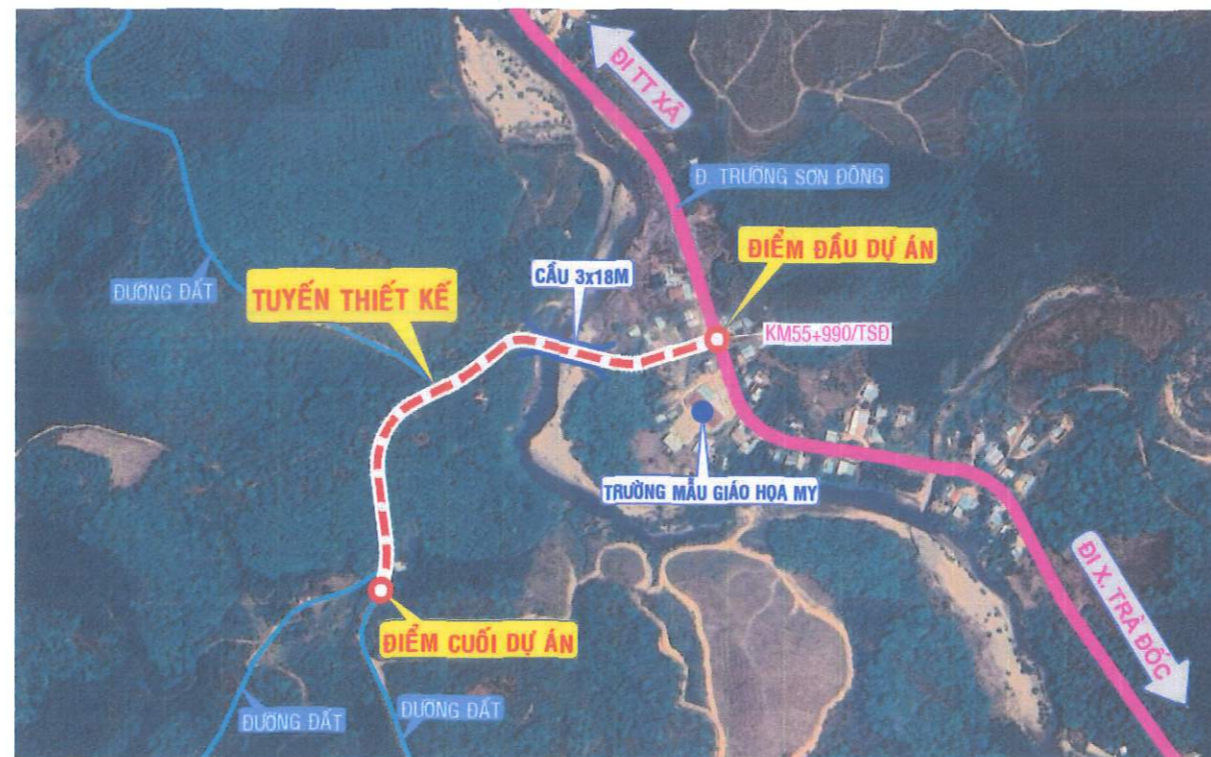 ĐI TT XÃ
Đ. TRƯỜNG SƠN ĐÔNG
ĐIỂM ĐẦU DỰ ÁN
CẦU 3x18M
ĐƯỜNG ĐẤT
TUYẾN THIẾT KẾ
KM55+990/TSĐ
TRƯỜNG MẪU GIÁO HỌA MY
ĐI X. TRÀ ĐỐC
ĐIỂM CUỐI DỰ ÁN
ĐƯỜNG ĐẤT
ĐƯỜNG ĐẤT